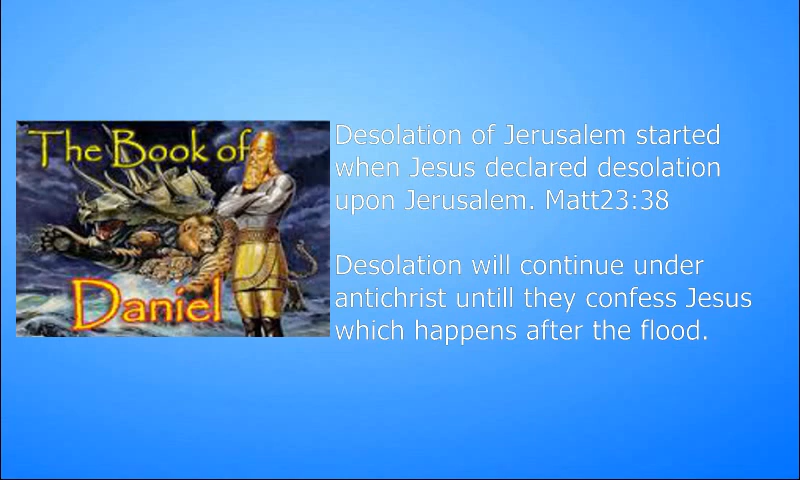 The Book of
Daniel
Desolation of Jerusalem started
when Jesus declared desolation
upon Jerusalem. Matt23:38
Desolation will continue under
antichrist untill they confess Jesus
which happens after the flood.